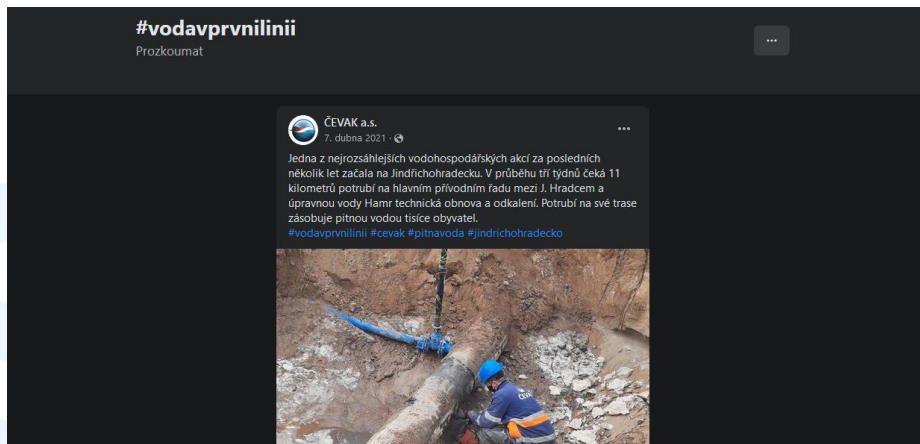 #vodavprvnilinii
Prozkoumat
ČEVAK a.s.
7. dubna 2021 ·
Jedna z nejrozsáhlejších vodohospodářských akcí za posledních
několik let začala na Jindřichohradecku. V průběhu tří týdnů čeká 11
kilometrů potrubí na hlavním přívodním řadu mezi J. Hradcem a
úpravnou vody Hamr technická obnova a odkalení. Potrubí na své trase
zásobuje pitnou vodou tisíce obyvatel.
#vodavprvnilinii #cevak #pitnavoda #jindrichohradecko
ČEVAK